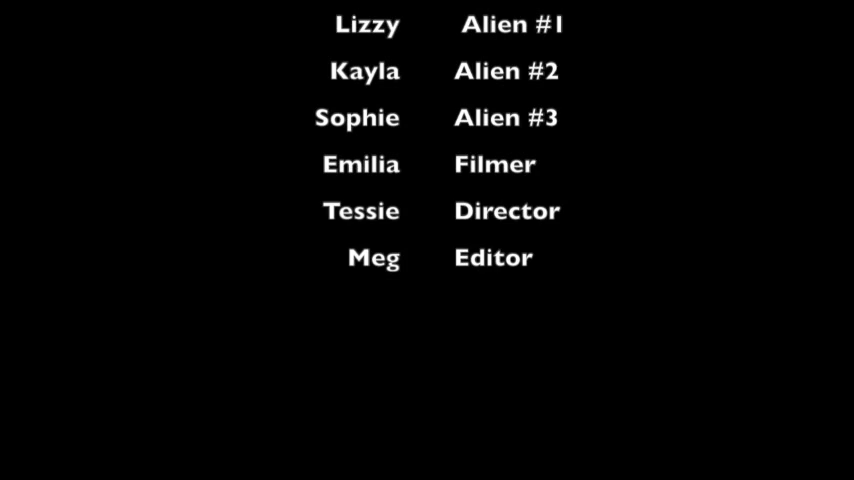 Lizzy Alien #1
Kayla Alien #2
Sophie Alien #3
Emilia Filmer
Tessie Director
Meg Editor